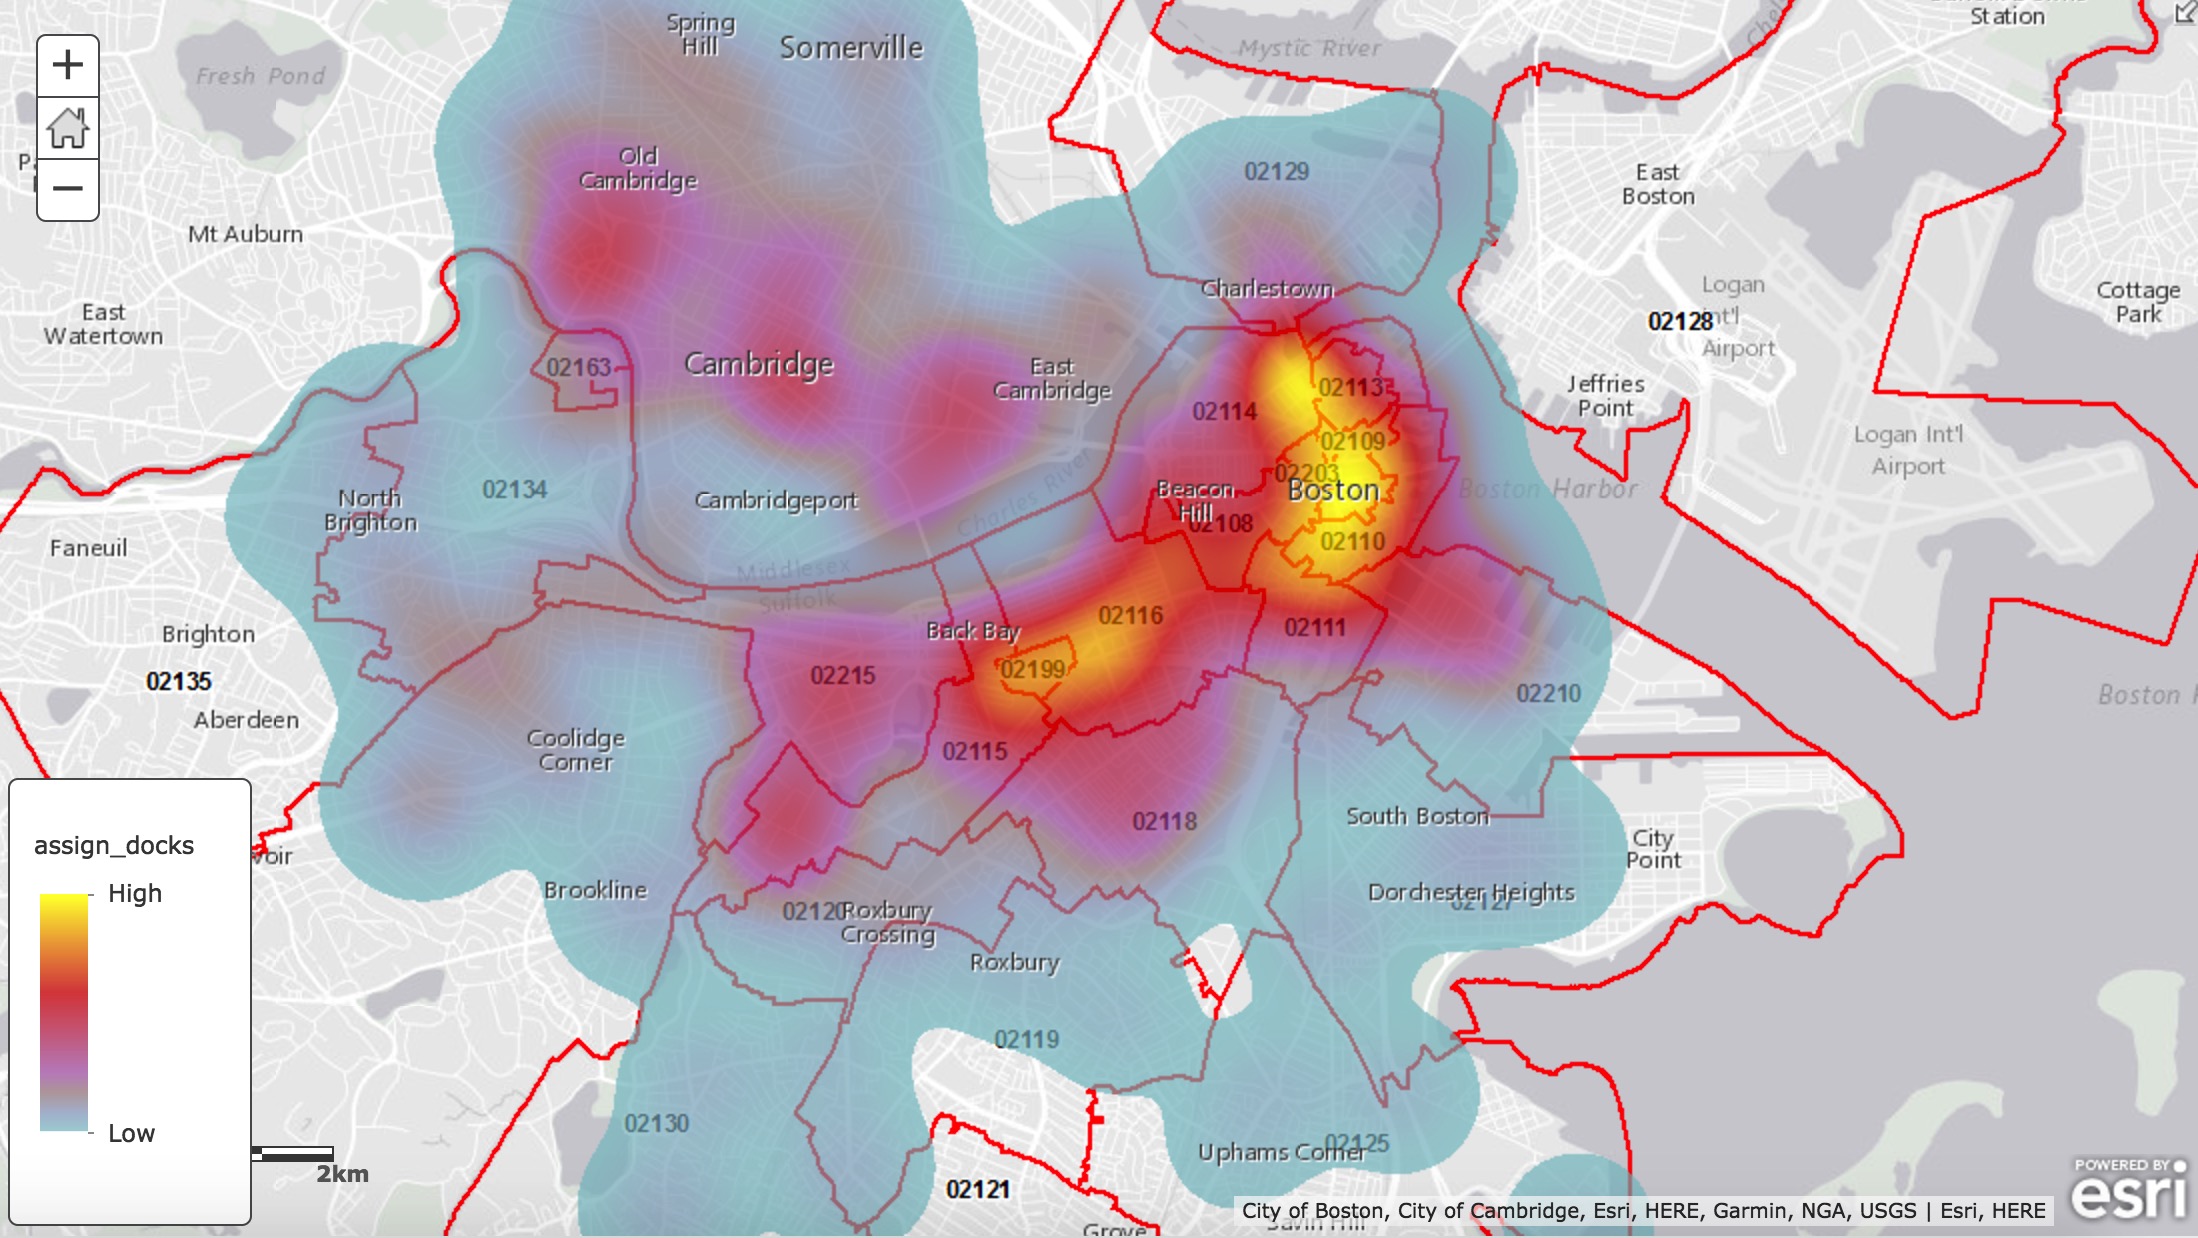 Spring
Hill
Somerville
Mystic River
Station
Fresh Pond
Old
Cambridge
02129
East
Boston
Mt Auburn
Charlestown
Logan
Int'l
Airport
02128
Cottage
Park
East
Watertown
02163
Cambridge
East
Cambridge
02113
Jeffries
Point
02114
02109
Logan Int'l
Airport
02203
Boston
Boston Harbor
North
Brighton
02134
Cambridgeport
Charles River
Beacon
Hill
02108
Faneuil
02110
Middlesex
Suffolk
02116
Back Bay
02111
Brighton
02135
02199
02215
02210
Boston
Aberdeen
Coolidge
Corner
02115
South Boston
02118
City
Point
voir
Brookline
Dorchester Heights
02127
02120
Roxbury
Crossing
Roxbury
02119
02130
Uphams Corner
02125
02121
Savin Hill
Grove
assign_docks
High
Low
2km
City of Boston, City of Cambridge, Esri, HERE, Garmin, NGA, USGS | Esri, HERE
POWERED BY
esri